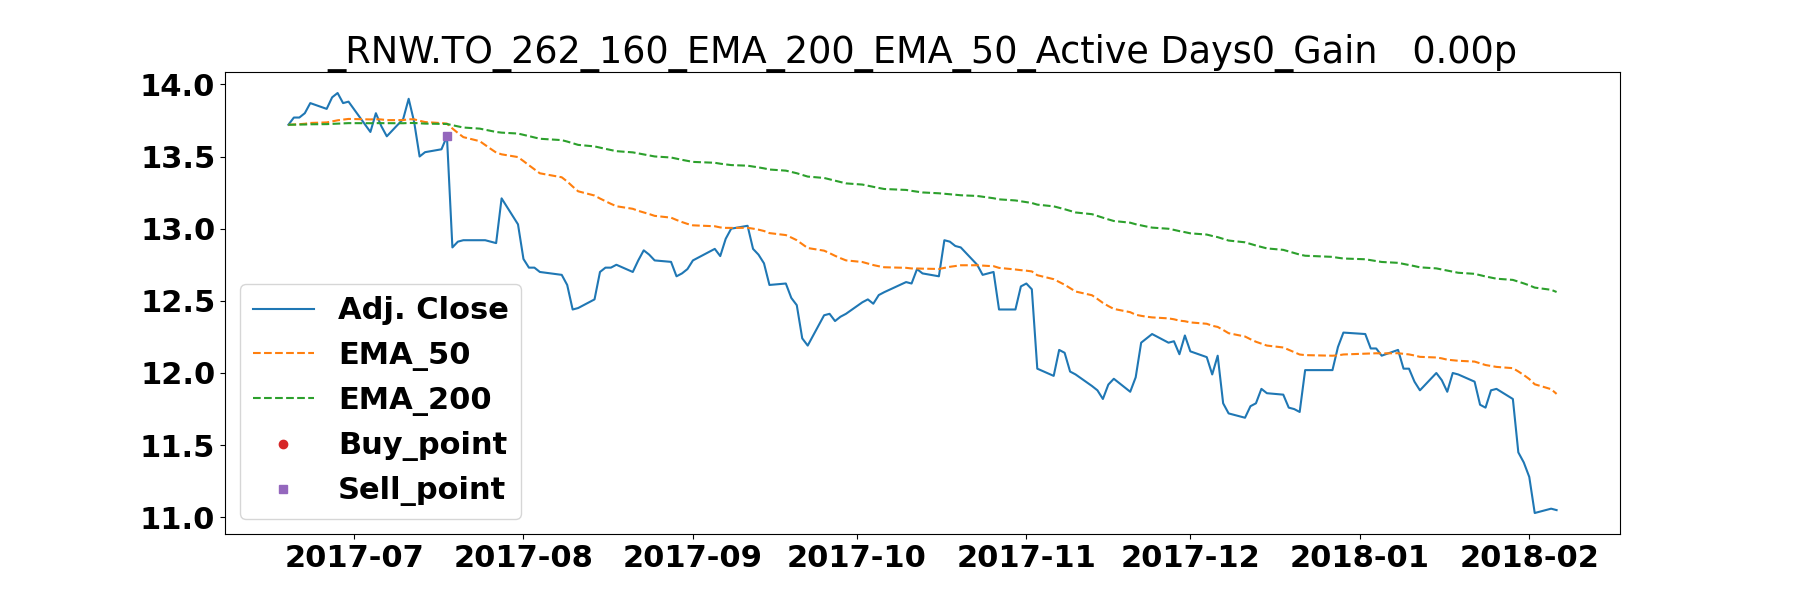 _RNW.TO_262_160_EMA_200_EMA_50_Active Days0_Gain   0.00p
14.0
13.5
13.0
12.5
12.0
11.5
11.0
Adj. Close
EMA_50
EMA_200
Buy_point
Sell_point
2017-07 2017-08 2017-09 2017-10 2017-11 2017-12 2018-01 2018-02